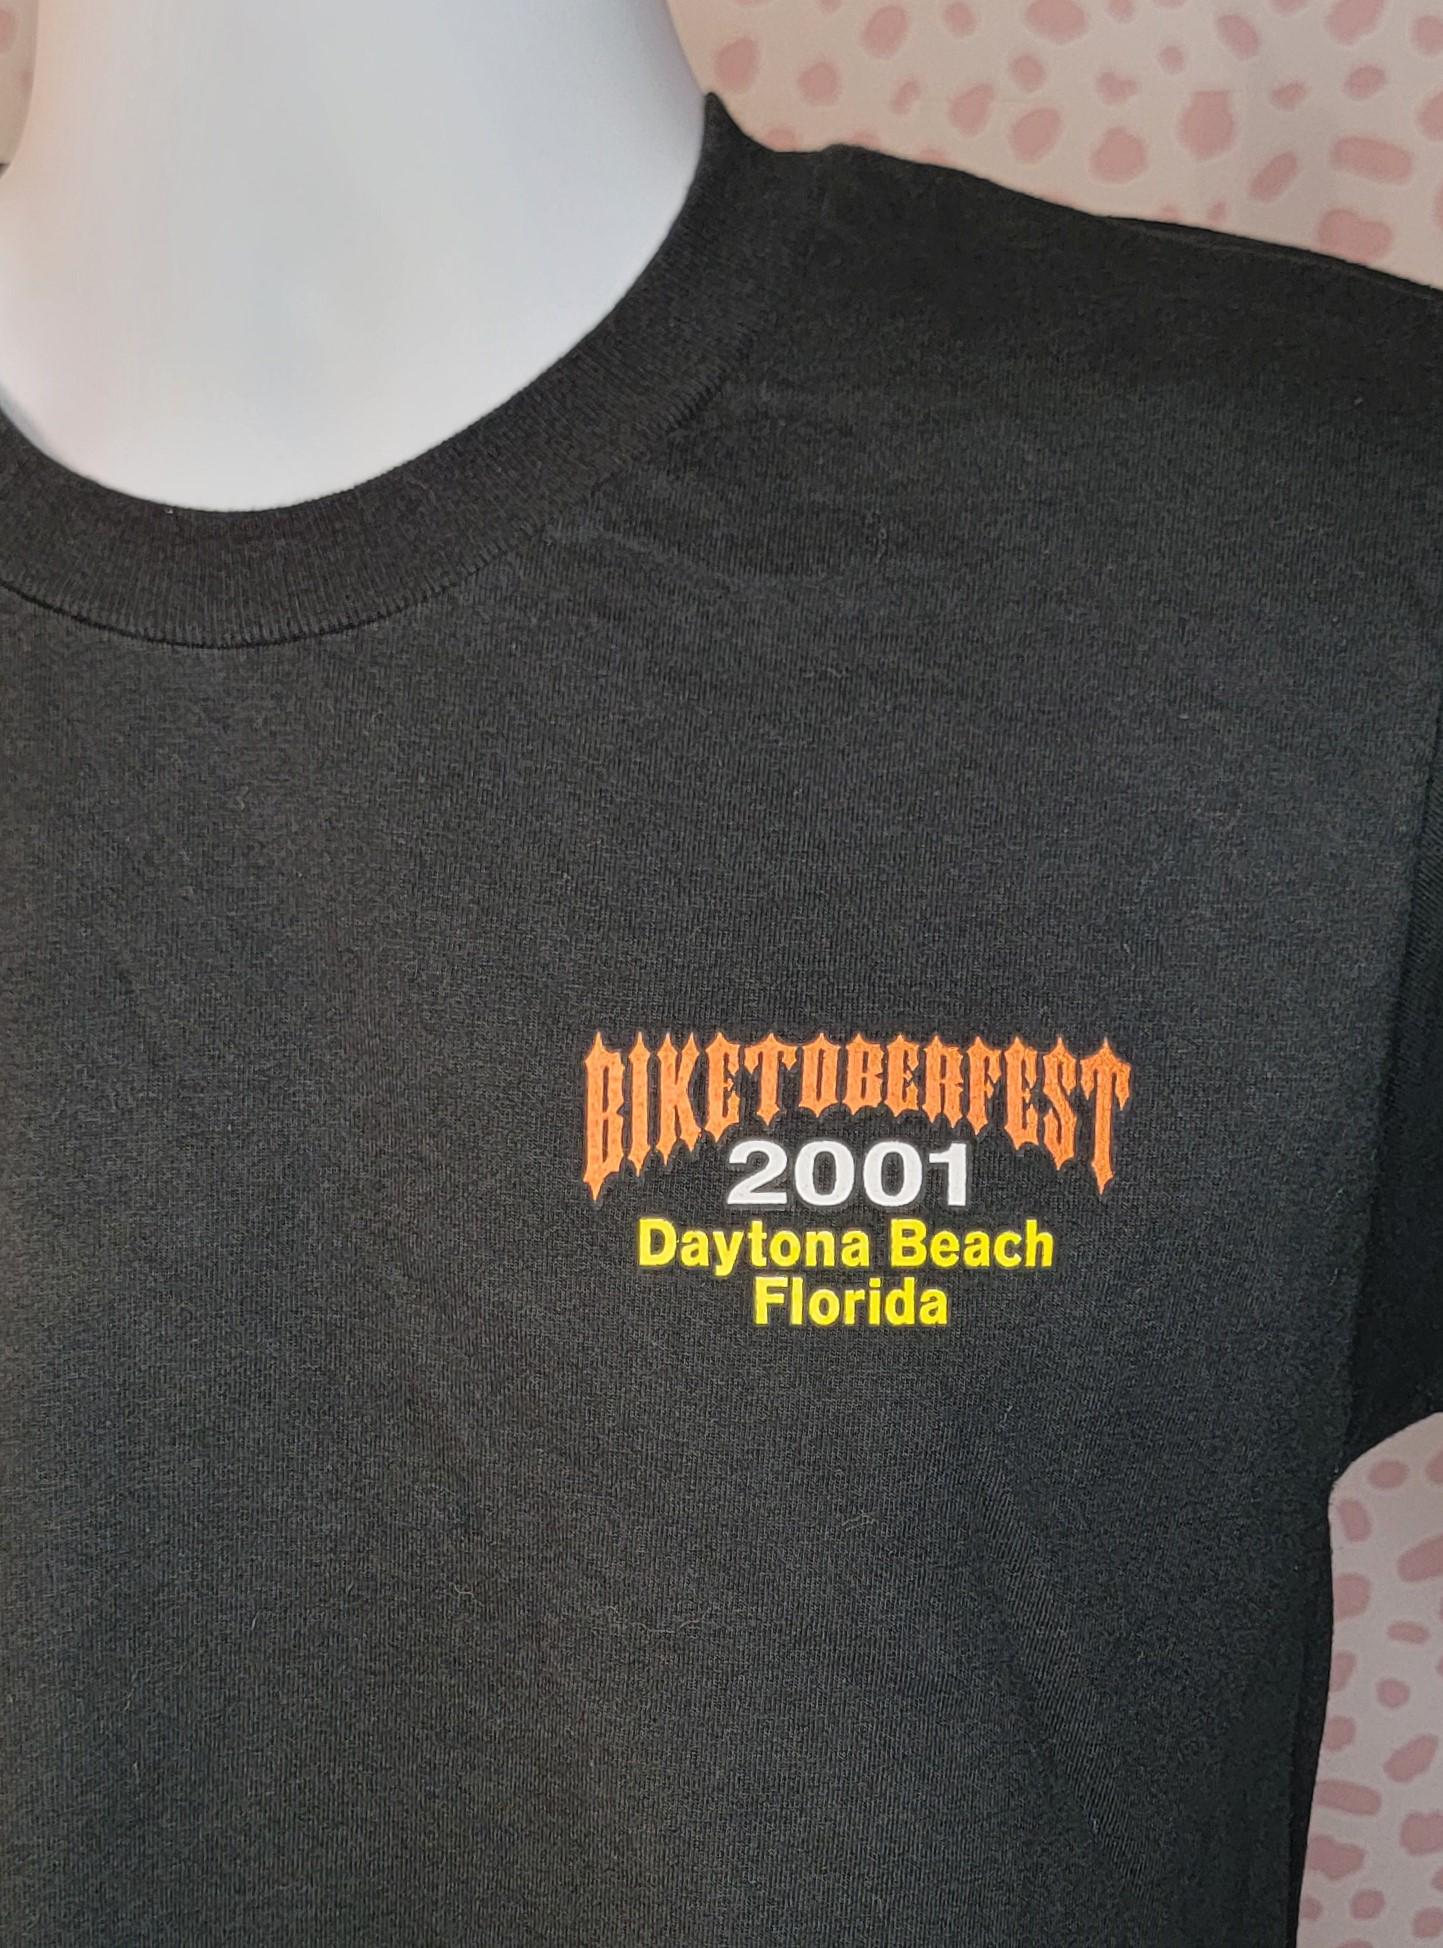 BIKETOBERFEST
2001
Daytona Beach
Florida